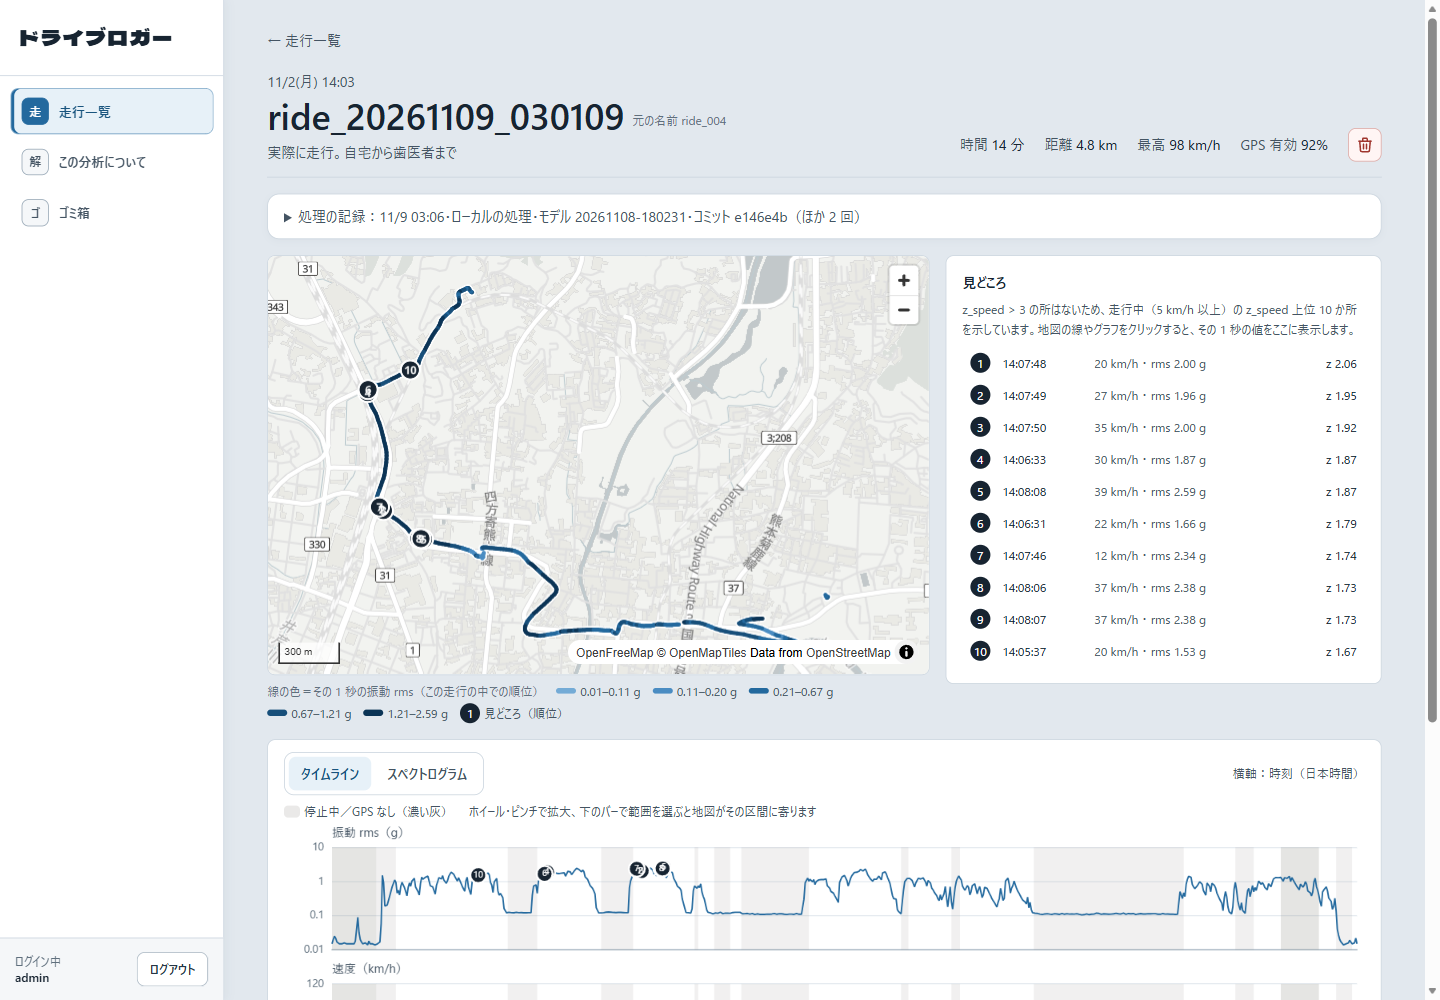 ドライブロガー
走 走行一覧
解 この分析について
ゴ ゴミ箱
ログイン中
admin
ログアウト
← 走行一覧
11/2(月) 14:03
ride_20261109_030109 元の名前 ride_004
実際に走行。自宅から歯医者まで
時間 14 分 距離 4.8 km 最高 98 km/h GPS 有効 92%
▶ 処理の記録：11/9 03:06・ローカルの処理・モデル 20261108-180231・コミット e146e4b（ほか 2 回）
31
343
10
3;208
四方寄熊
線
National Highway Route
330
31
37
国
1
300 m
+
−
OpenFreeMap © OpenMapTiles Data from OpenStreetMap
線の色＝その 1 秒の振動 rms（この走行の中での順位） 0.01–0.11 g 0.11–0.20 g 0.21–0.67 g
0.67–1.21 g 1.21–2.59 g 1 見どころ（順位）
見どころ
z_speed > 3 の所はないため、走行中（5 km/h 以上）の z_speed 上位 10 か所
を示しています。地図の線やグラフをクリックすると、その 1 秒の値をここに表示します。
1 14:07:48 20 km/h・rms 2.00 g z 2.06
2 14:07:49 27 km/h・rms 1.96 g z 1.95
3 14:07:50 35 km/h・rms 2.00 g z 1.92
4 14:06:33 30 km/h・rms 1.87 g z 1.87
5 14:08:08 39 km/h・rms 2.59 g z 1.87
6 14:06:31 22 km/h・rms 1.66 g z 1.79
7 14:07:46 12 km/h・rms 2.34 g z 1.74
8 14:08:06 37 km/h・rms 2.38 g z 1.73
9 14:08:07 37 km/h・rms 2.38 g z 1.73
10 14:05:37 20 km/h・rms 1.53 g z 1.67
タイムライン スペクトログラム
横軸：時刻（日本時間）
停止中／GPS なし（濃い灰） ホイール・ピンチで拡大、下のバーで範囲を選ぶと地図がその区間に寄ります
振動 rms（g）
10
1
0.1
0.01
10
速度（km/h）
120